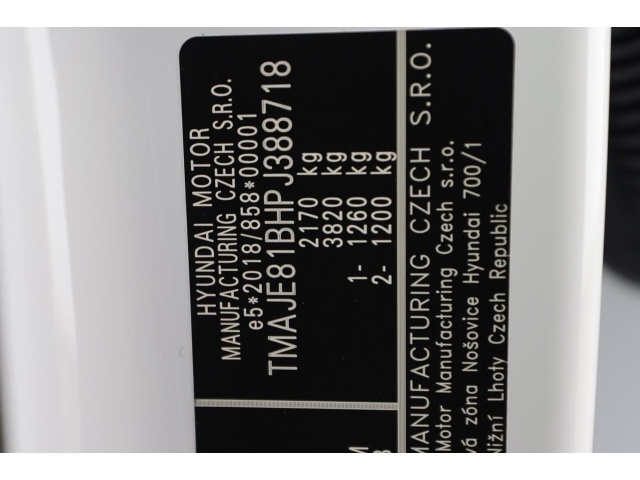 HYUNDAI MOTOR
MANUFACTURING CZECH S.R.O.
e5*2018/858*00001
TMAJE81BHPJ388718
2170 kg
3820 kg
1- 1260 kg
2- 1200 kg
MANUFACTURING CZECH S.R.O.
Motor Manufacturing Czech s.r.o.
vá zóna Nošovice Hyundai 700/1
Nižní Lhoty Czech Republic